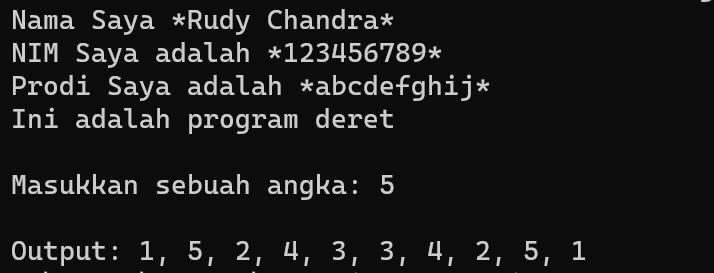 Nama Saya *Rudy Chandra*
NIM Saya adalah *123456789*
Prodi Saya adalah *abcdefghij*
Ini adalah program deret
Masukkan sebuah angka: 5
Output: 1, 5, 2, 4, 3, 3, 4, 2, 5, 1